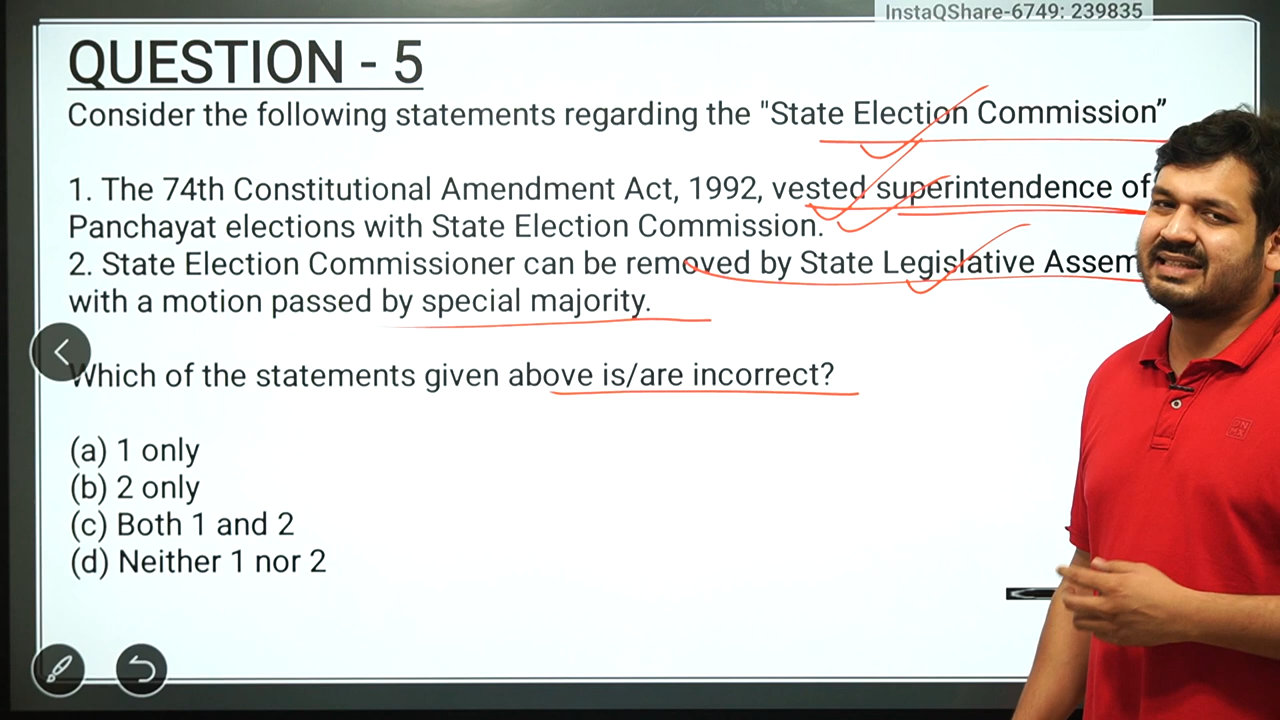 InstaQShare-6749: 239835
QUESTION - 5
Consider the following statements regarding the "State Election Commission”
1. The 74th Constitutional Amendment Act, 1992, vested superintendence of
Panchayat elections with State Election Commission.
2. State Election Commissioner can be removed by State Legislative Assem
with a motion passed by special majority.
Which of the statements given above is/are incorrect?
(a) 1 only
(b) 2 only
(c) Both 1 and 2
(d) Neither 1 nor 2